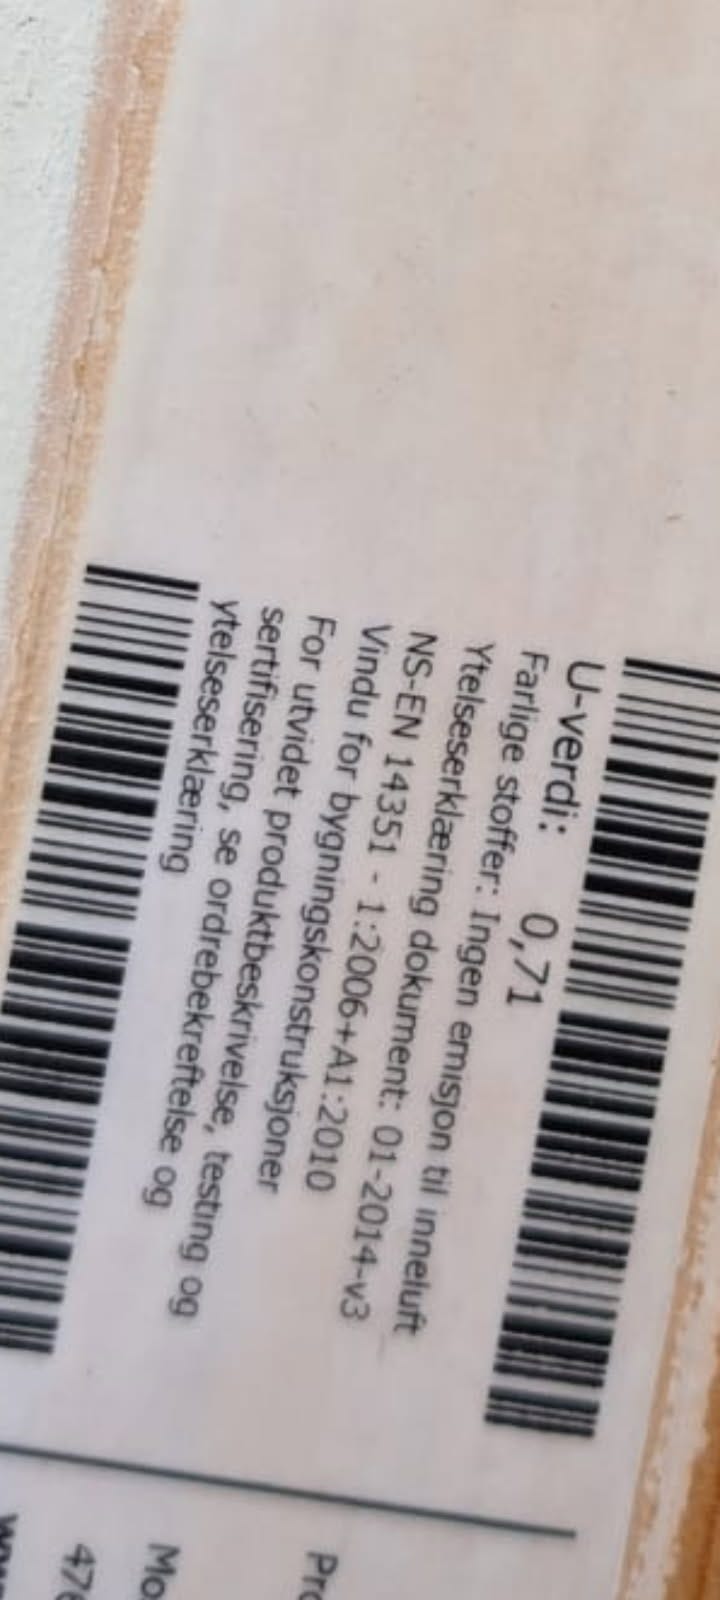 U-verdi: 0,71
Farlige stoffer: Ingen emisjon til inneluft
Ytelseserklæring dokument: 01-2014-v3
NS-EN 14351 - 1:2006+A1:2010
Vindu for bygningskonstruksjoner
For utvidet produktbeskrivelse, testing og
sertifisering, se ordrebekreftelse og
ytelseserklæring